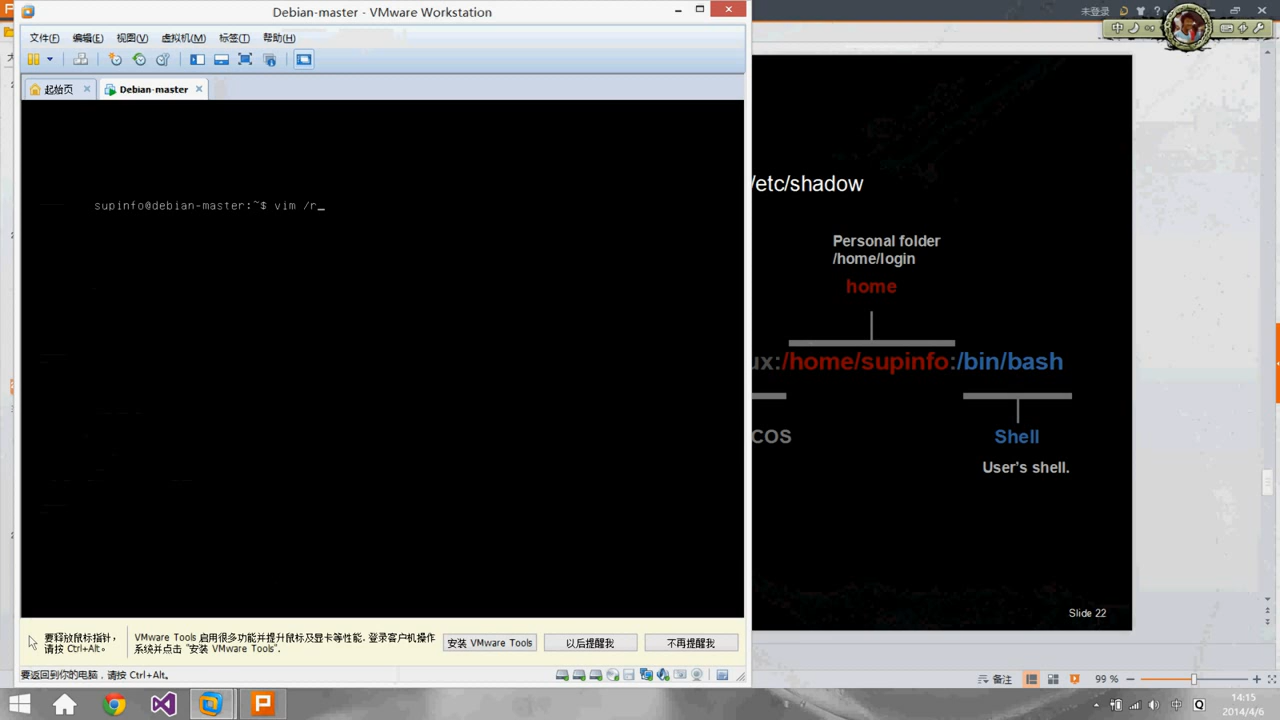 Debian-master - VMware Workstation
文件(F) 编辑(E) 视图(V) 虚拟机(M) 标签(T) 帮助(H)
起始页
Debian-master
supinfo@debian-master:~$ vim /r_
要释放鼠标指针，
请按 Ctrl+Alt。
VMware Tools 启用很多功能并提升鼠标及显卡等性能. 登录客户机操作
系统并点击 "安装 VMware Tools".
安装 VMware Tools
以后提醒我
不再提醒我
要返回到你的电脑，请按 Ctrl+Alt。
未登录
中
/etc/shadow
Personal folder
/home/login
home
ux:/home/supinfo:/bin/bash
COS
Shell
User's shell.
Slide 22
备注
99 %
中
14:15
2014/4/6